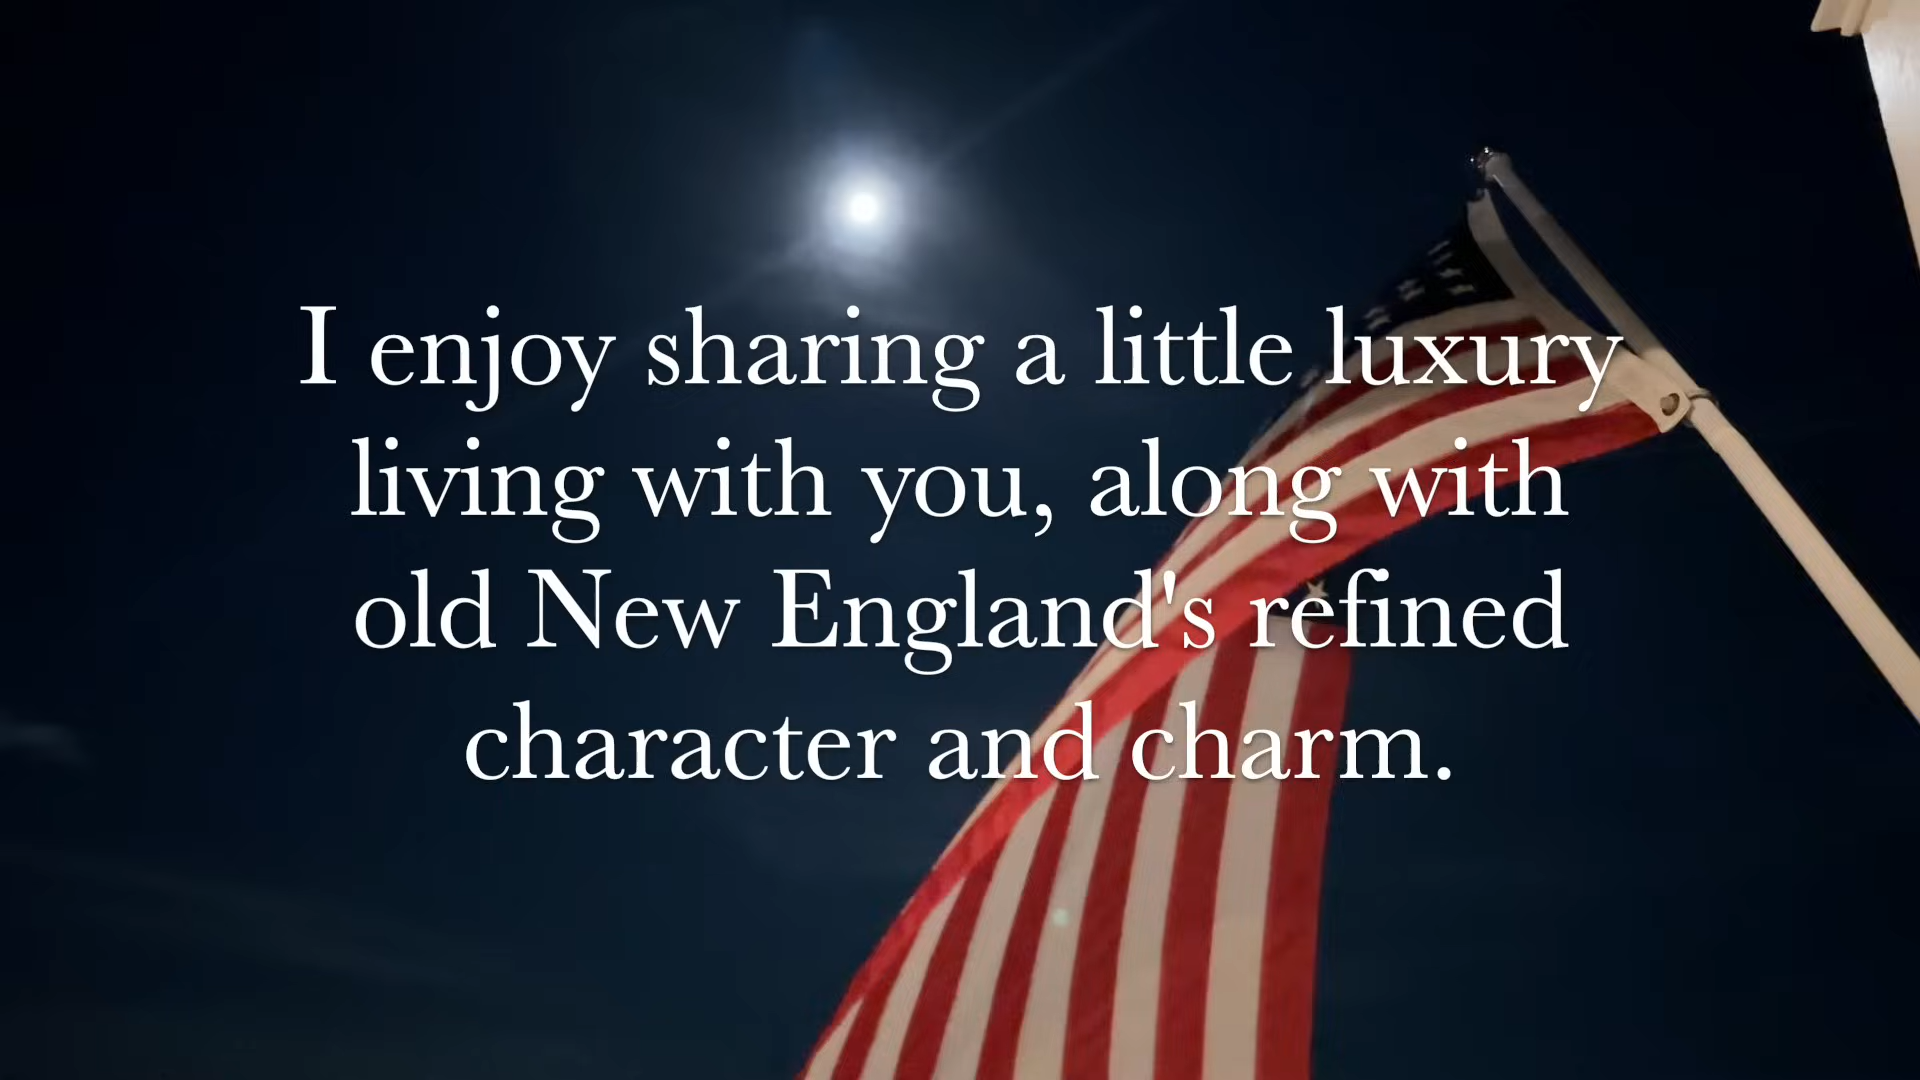 I enjoy sharing a little luxury
living with you, along with
old New England's refined
character and charm.